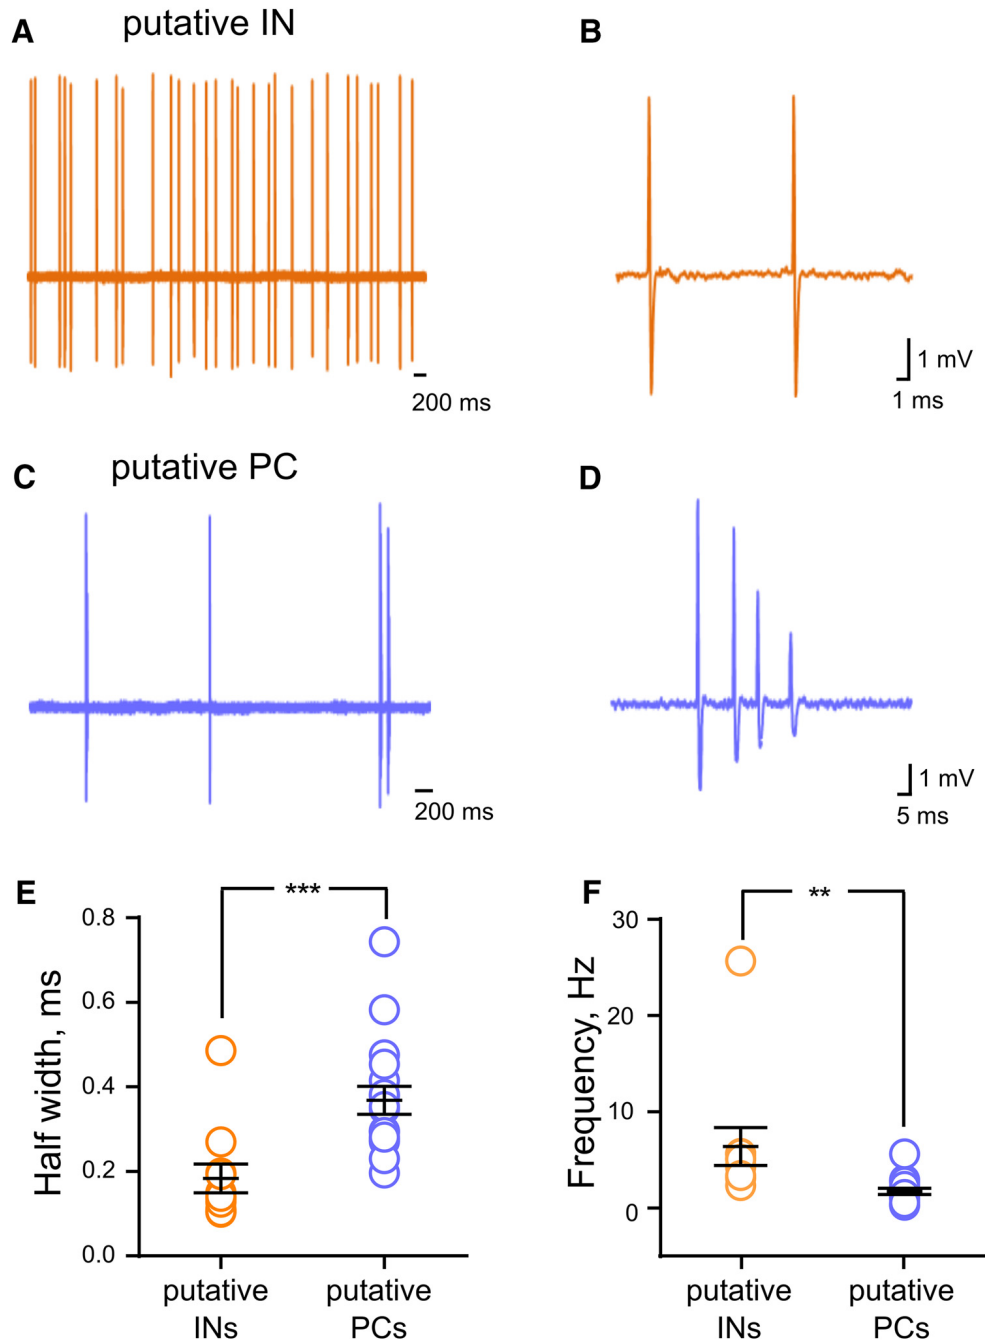 A
putative IN
B
200 ms
1 mV
1 ms
C
putative PC
D
200 ms
1 mV
5 ms
E
***
Half width, ms
0.8
0.6
0.4
0.2
0.0
putative
INs
putative
PCs
F
**
Frequency, Hz
30
20
10
0
putative
INs
putative
PCs